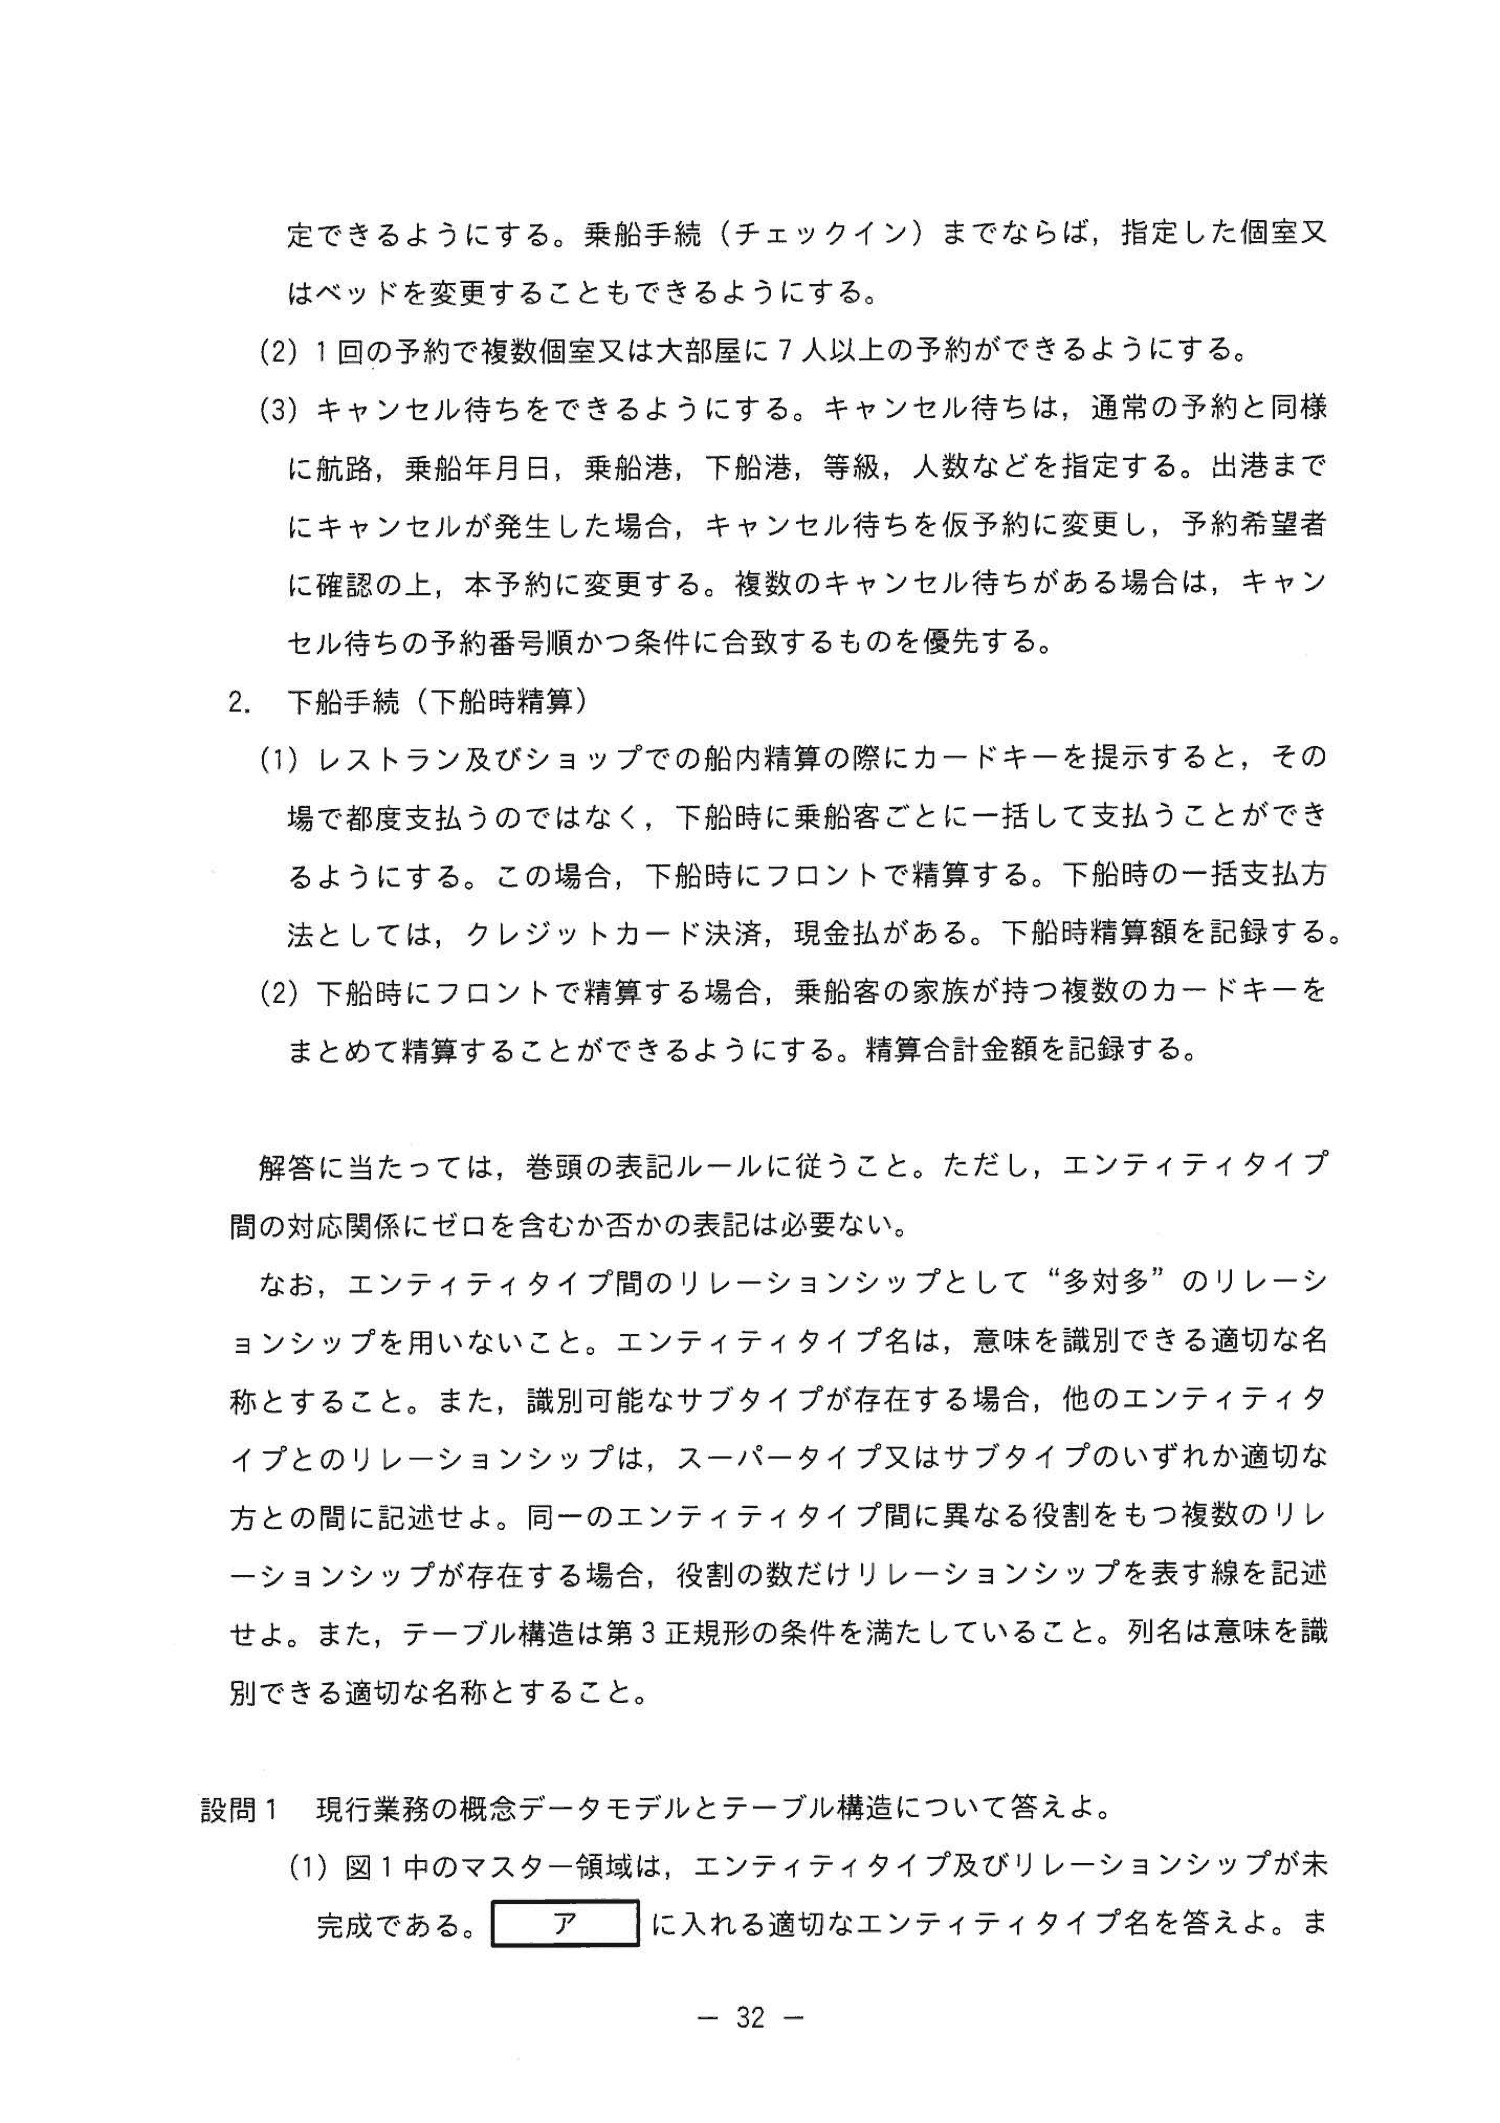 定できるようにする。乗船手続（チェックイン）までならば，指定した個室又
はベッドを変更することもできるようにする。
(2) 1回の予約で複数個室又は大部屋に7人以上の予約ができるようにする。
(3) キャンセル待ちをできるようにする。キャンセル待ちは，通常の予約と同様
に航路，乗船年月日，乗船港，下船港，等級，人数などを指定する。出港まで
にキャンセルが発生した場合，キャンセル待ちを仮予約に変更し，予約希望者
に確認の上，本予約に変更する。複数のキャンセル待ちがある場合は，キャン
セル待ちの予約番号順かつ条件に合致するものを優先する。
2. 下船手続（下船時精算）
(1) レストラン及びショップでの船内精算の際にカードキーを提示すると，その
場で都度支払うのではなく，下船時に乗船客ごとに一括して支払うことができ
るようにする。この場合，下船時にフロントで精算する。下船時の一括支払方
法としては，クレジットカード決済，現金払がある。下船時精算額を記録する。
(2) 下船時にフロントで精算する場合，乗船客の家族が持つ複数のカードキーを
まとめて精算することができるようにする。精算合計金額を記録する。
解答に当たっては，巻頭の表記ルールに従うこと。ただし，エンティティタイプ
間の対応関係にゼロを含むか否かの表記は必要ない。
なお，エンティティタイプ間のリレーションシップとして“多対多”のリレーシ
ョンシップを用いないこと。エンティティタイプ名は，意味を識別できる適切な名
称とすること。また，識別可能なサブタイプが存在する場合，他のエンティティタ
イプとのリレーションシップは，スーパータイプ又はサブタイプのいずれか適切な
方との間に記述せよ。同一のエンティティタイプ間に異なる役割をもつ複数のリレ
ーションシップが存在する場合，役割の数だけリレーションシップを表す線を記述
せよ。また，テーブル構造は第3正規形の条件を満たしていること。列名は意味を識
別できる適切な名称とすること。
設問1 現行業務の概念データモデルとテーブル構造について答えよ。
(1) 図1中のマスター領域は，エンティティタイプ及びリレーションシップが未
完成である。 ア に入れる適切なエンティティタイプ名を答えよ。ま
－ 32 －